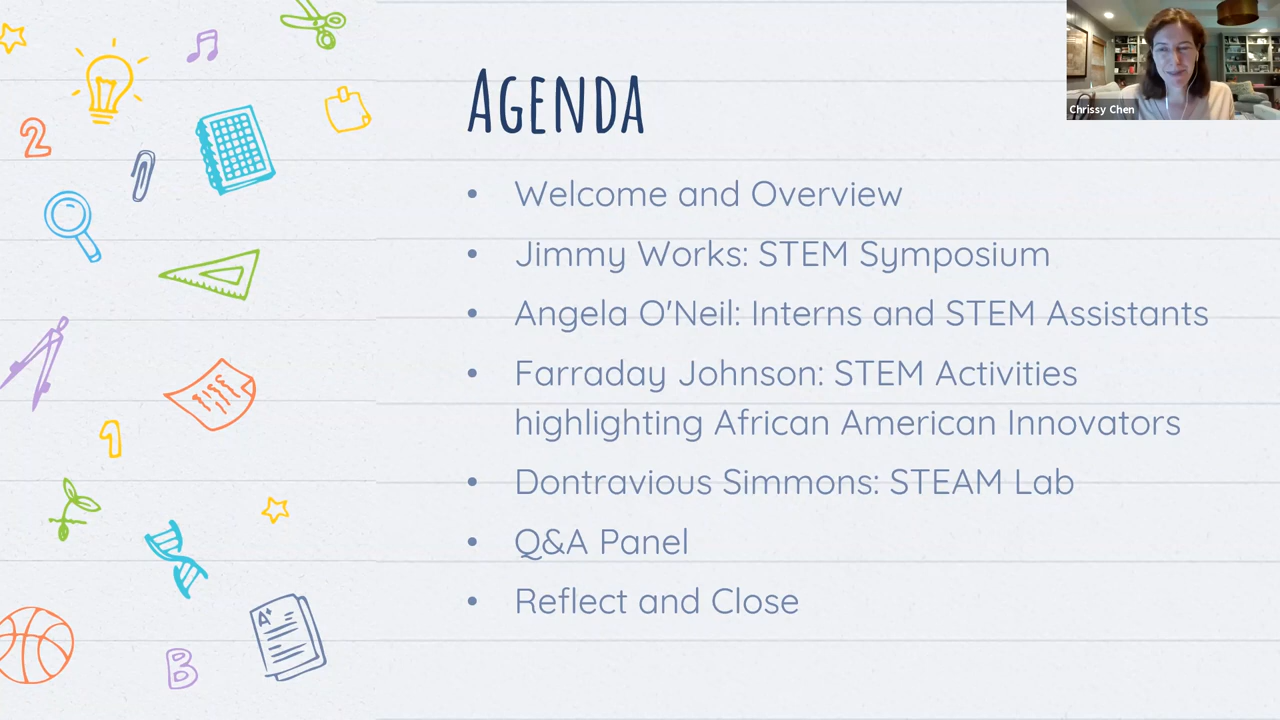 Agenda
Chrissy Chen
• Welcome and Overview
• Jimmy Works: STEM Symposium
• Angela O'Neil: Interns and STEM Assistants
• Farraday Johnson: STEM Activities
highlighting African American Innovators
• Dontravious Simmons: STEAM Lab
• Q&A Panel
• Reflect and Close
2
1
A+
B